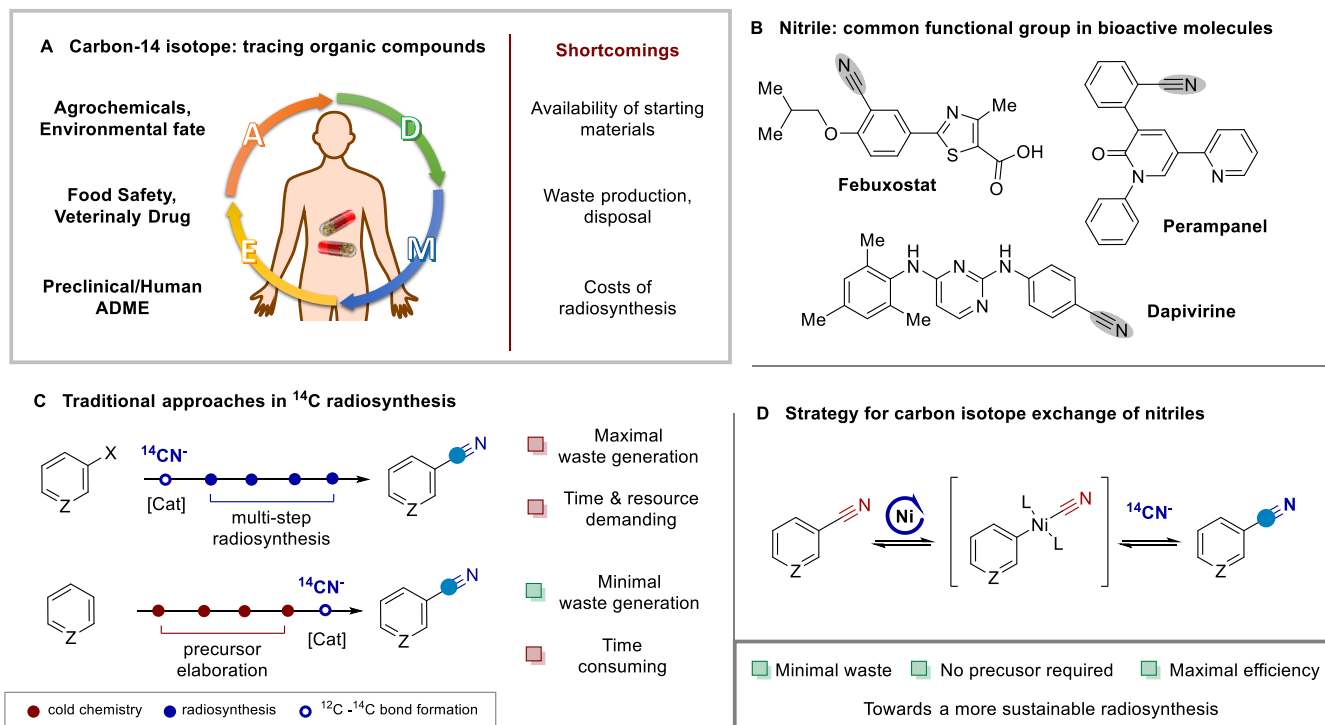 A Carbon-14 isotope: tracing organic compounds
Shortcomings
Agrochemicals,
Environmental fate
Food Safety,
Veterinaly Drug
Preclinical/Human
ADME
A
D
M
E
Availability of starting
materials
Waste production,
disposal
Costs of
radiosynthesis
B Nitrile: common functional group in bioactive molecules
CN
Me
Me
O
N
Me
S
OH
O
Febuxostat
CN
O
N
N
Perampanel
Me
H
N
N
H
N
N
Me
Me
CN
Dapivirine
C Traditional approaches in ¹⁴C radiosynthesis
X
Z
¹⁴CN⁻
[Cat]
multi-step
radiosynthesis
N
Z
Maximal
waste generation
Time & resource
demanding
Z
¹⁴CN⁻
[Cat]
precursor
elaboration
N
Z
Minimal
waste generation
Time
consuming
cold chemistry
radiosynthesis
¹²C -¹⁴C bond formation
D Strategy for carbon isotope exchange of nitriles
N
Z
Ni
L
Ni
N
L
Z
¹⁴CN⁻
N
Z
Minimal waste
No precusor required
Maximal efficiency
Towards a more sustainable radiosynthesis